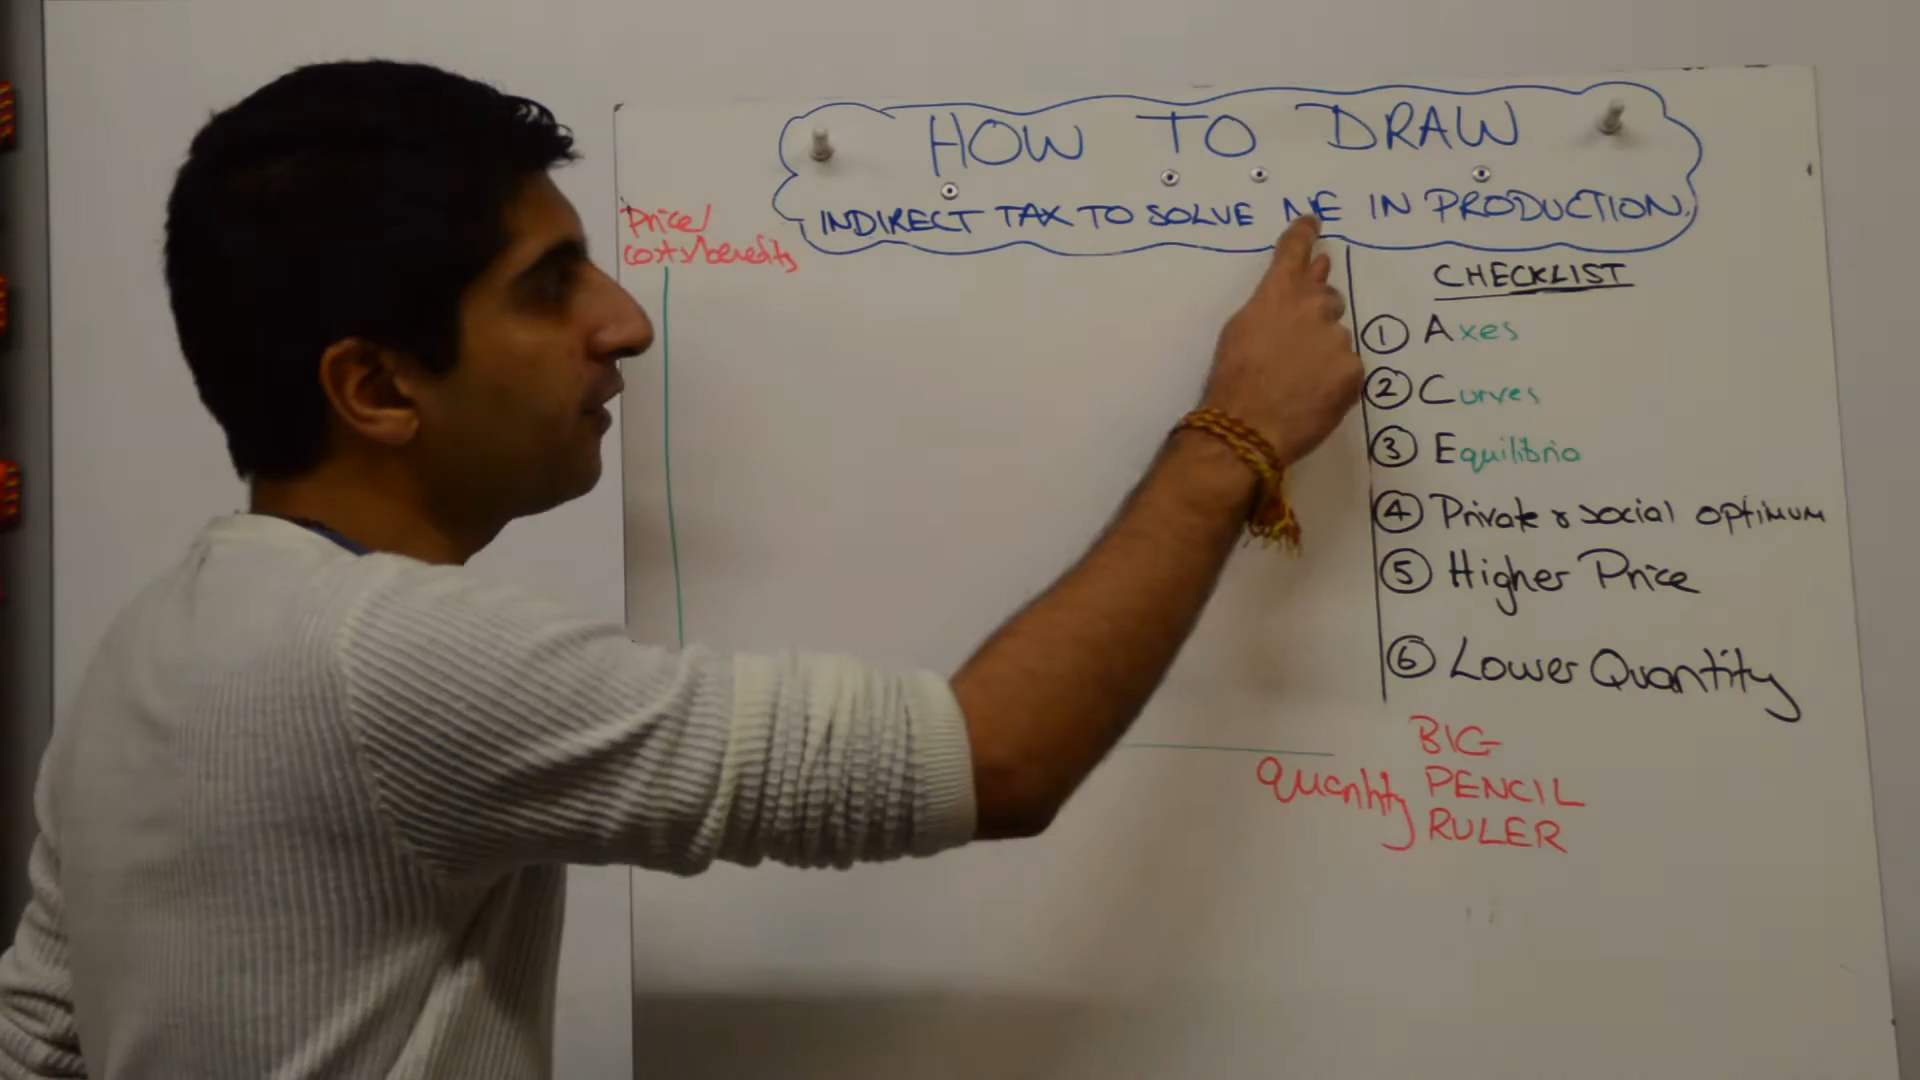 HOW TO DRAW
INDIRECT TAX TO SOLVE NE IN PRODUCTION.
Price/
costs/benefits
CHECKLIST
1 Axes
2 Curves
3 Equilibria
4 Private & social optimum
5 Higher Price
6 Lower Quantity
quantity
BIG
PENCIL
RULER